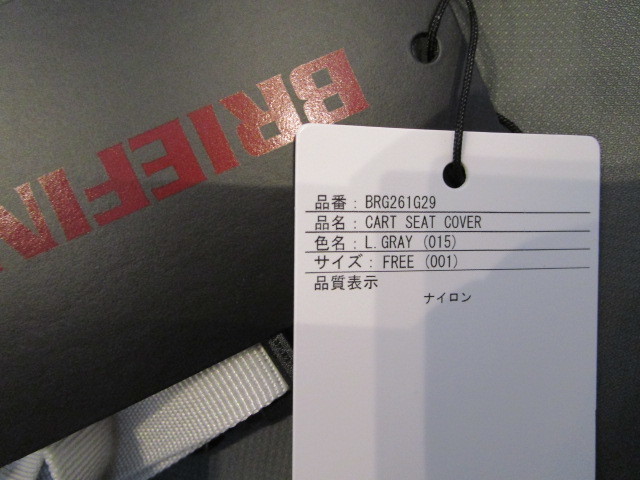 BRIEFIN
品番：BRG261G29
品名：CART SEAT COVER
色名：L.GRAY (015)
サイズ：FREE (001)
品質表示
ナイロン